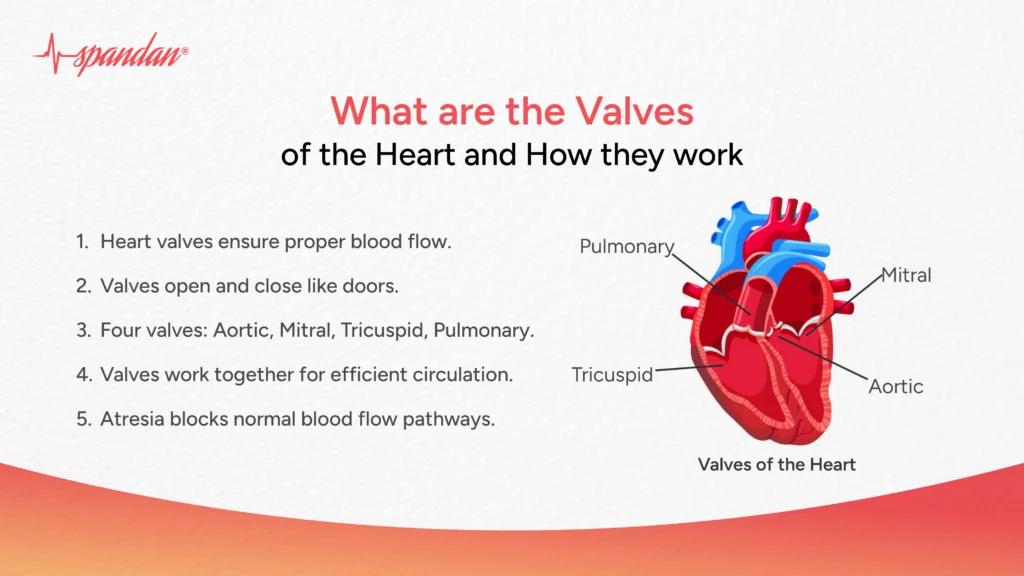 spandan®
What are the Valves
of the Heart and How they work
1. Heart valves ensure proper blood flow.
2. Valves open and close like doors.
3. Four valves: Aortic, Mitral, Tricuspid, Pulmonary.
4. Valves work together for efficient circulation.
5. Atresia blocks normal blood flow pathways.
Pulmonary
Mitral
Tricuspid
Aortic
Valves of the Heart